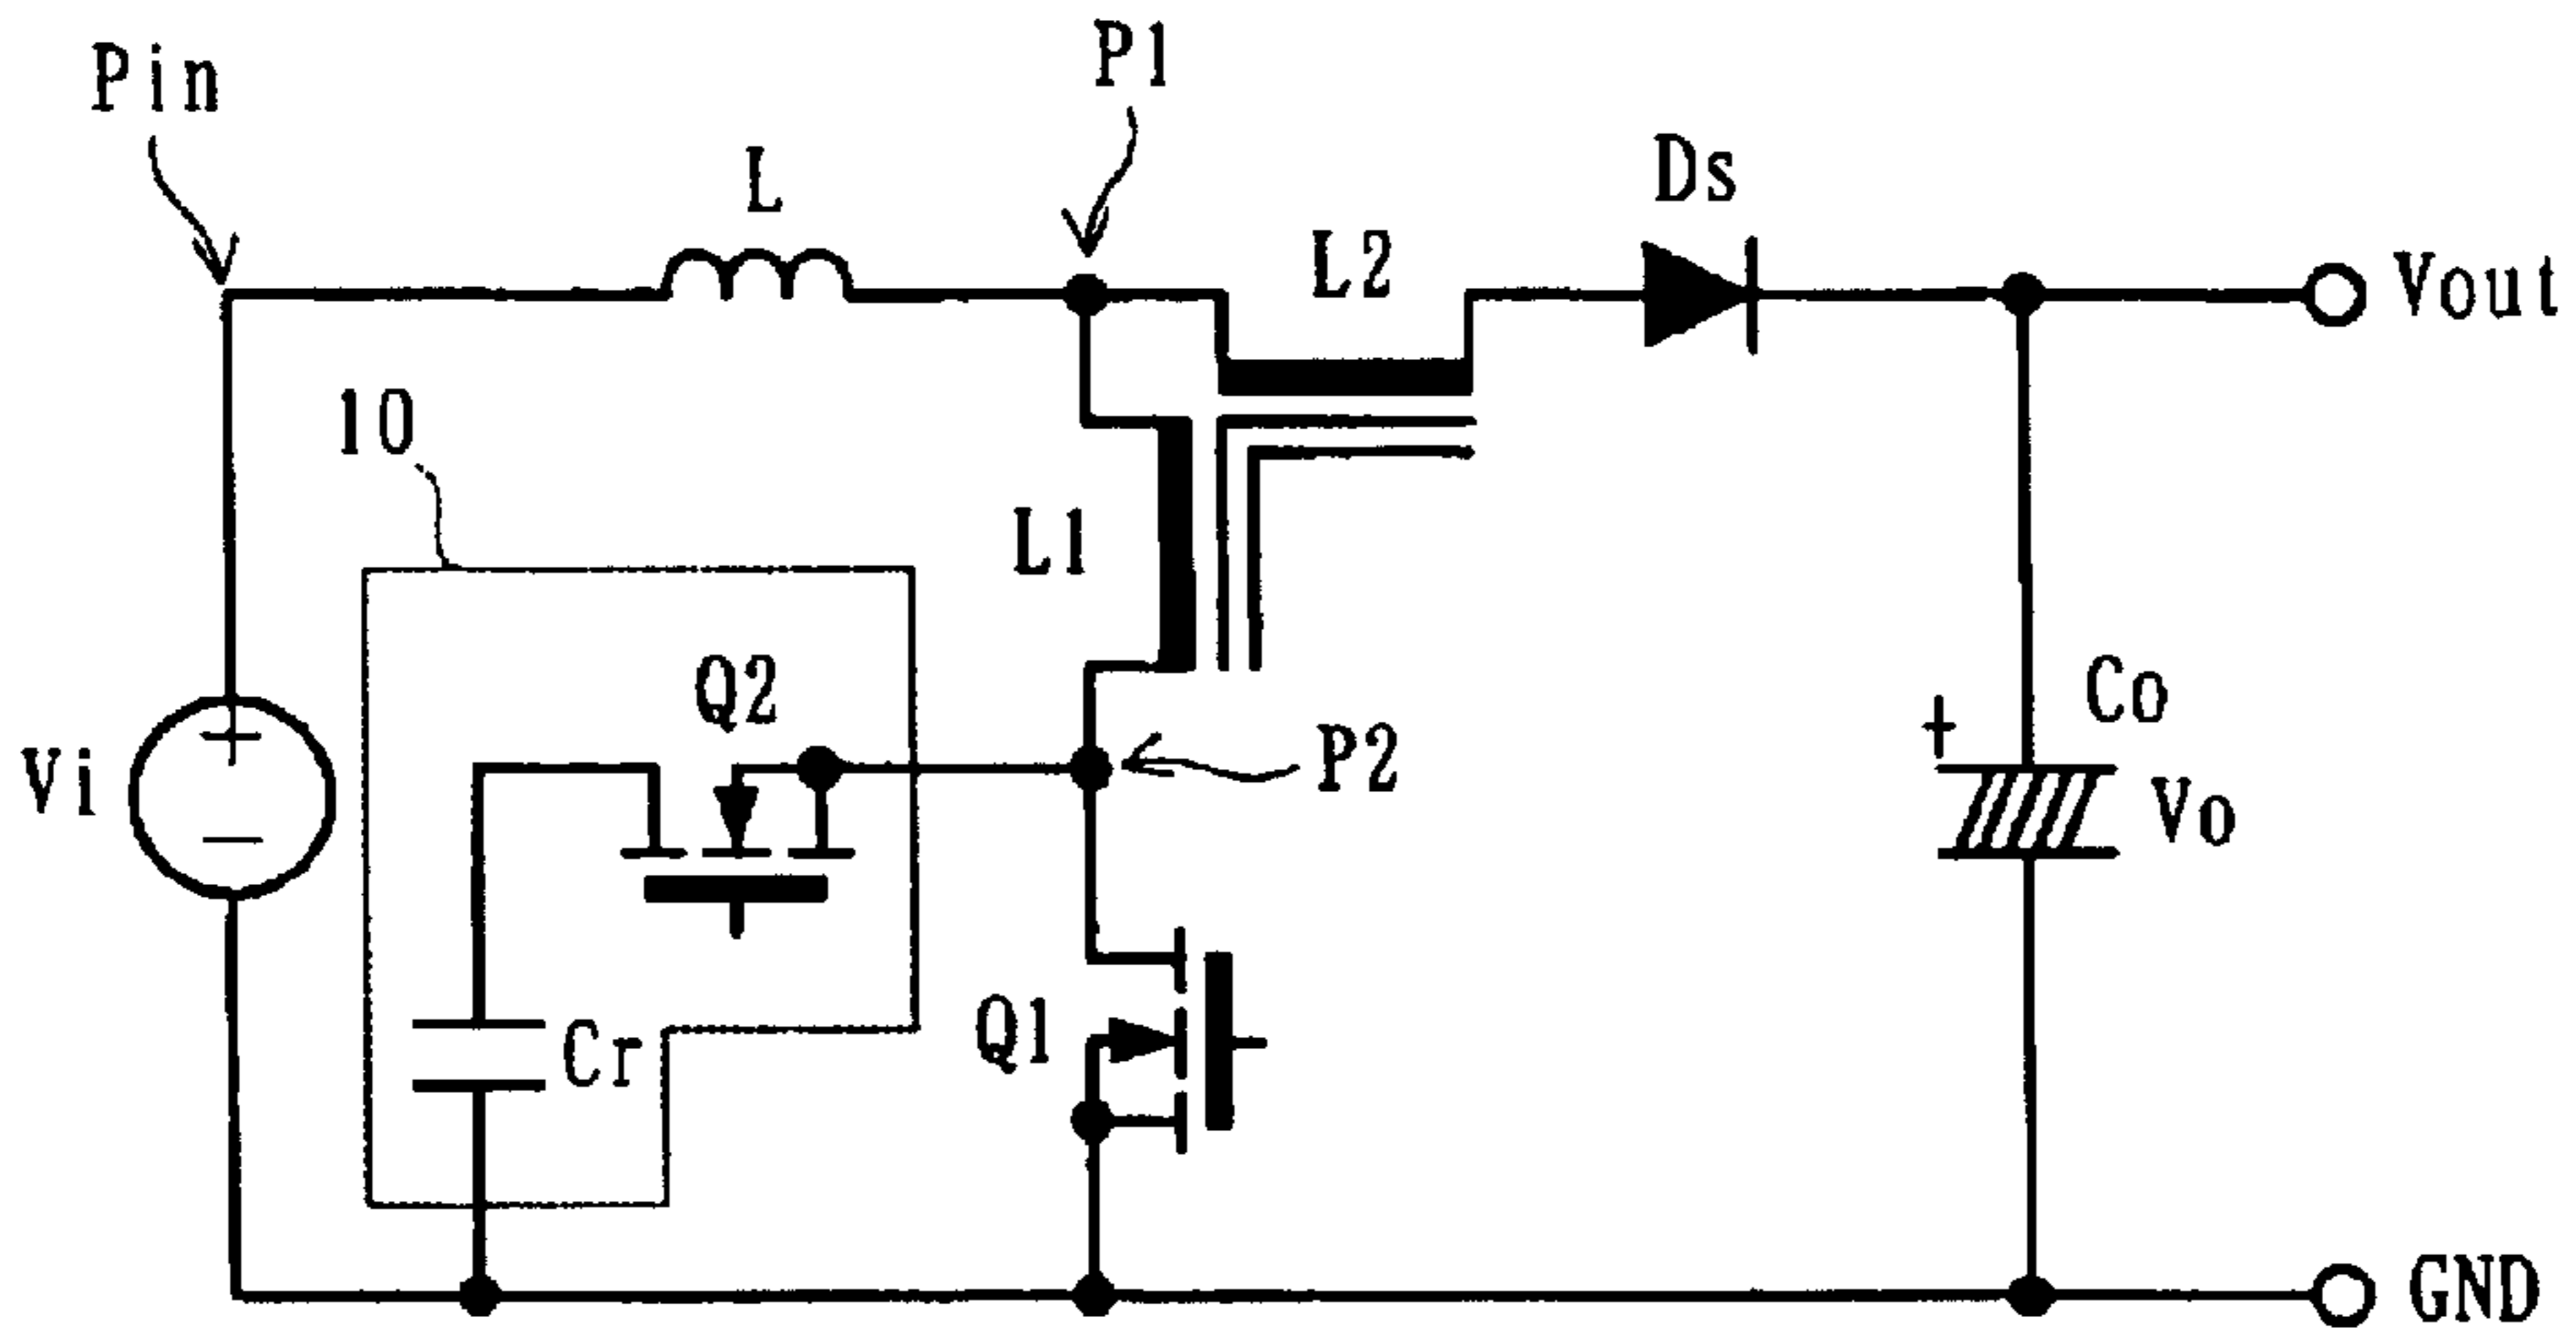 Pin
P1
L
Ds
L2
Vout
10
L1
Q2
P2
Co
+
Vi
+
−
Vo
Cr
Q1
GND